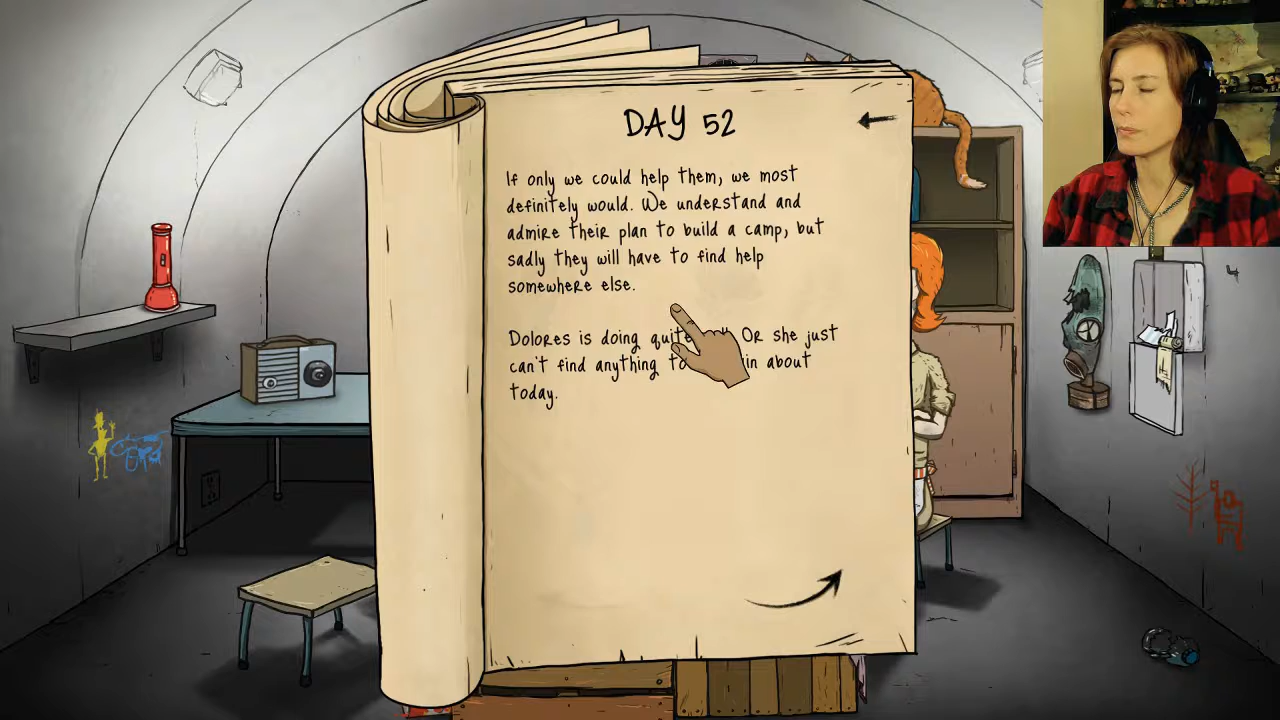 DAY 52
If only we could help them, we most
definitely would. We understand and
admire their plan to build a camp, but
sadly they will have to find help
somewhere else.
Dolores is doing quite Or she just
can't find anything to about
today.